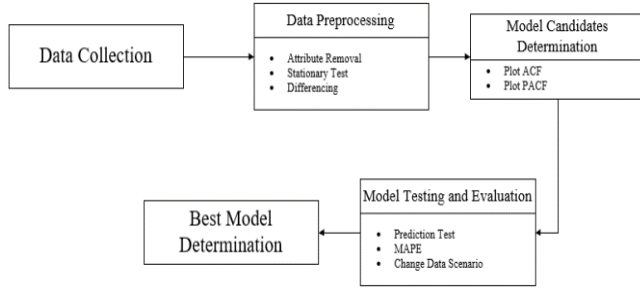 Data Collection
Data Preprocessing
• Attribute Removal
• Stationary Test
• Differencing
Model Candidates
Determination
• Plot ACF
• Plot PACF
Model Testing and Evaluation
• Prediction Test
• MAPE
• Change Data Scenario
Best Model
Determination